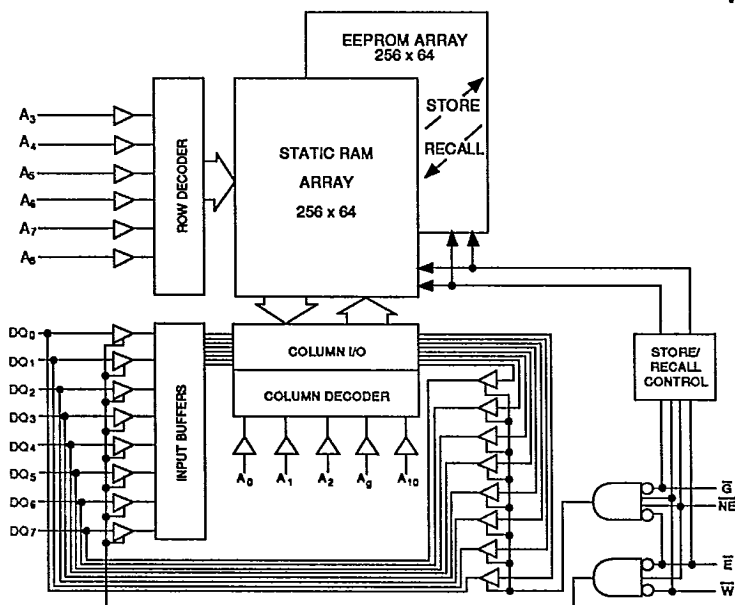 EEPROM ARRAY
256 x 64
STORE
RECALL
STATIC RAM
ARRAY
256 x 64
ROW DECODER
A3
A4
A5
A6
A7
A8
DQ0
DQ1
DQ2
DQ3
DQ4
DQ5
DQ6
DQ7
INPUT BUFFERS
COLUMN I/O
COLUMN DECODER
A0
A1
A2
A9
A10
STORE/
RECALL
CONTROL
G̅
N̅E̅
E̅
W̅